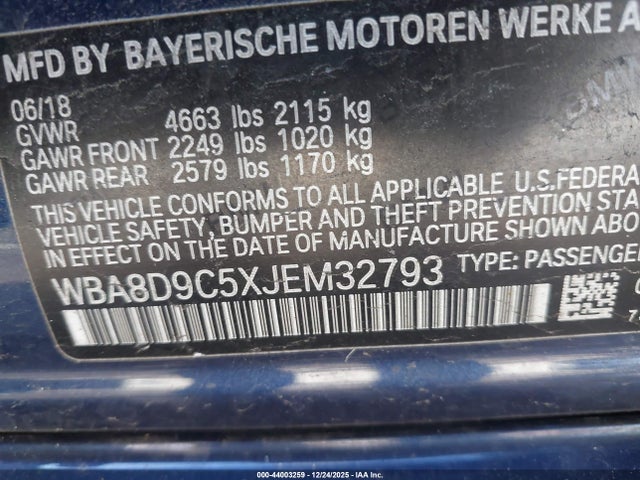 MFD BY BAYERISCHE MOTOREN WERKE A
06/18
GVWR 4663 lbs 2115 kg
GAWR FRONT 2249 lbs 1020 kg
GAWR REAR 2579 lbs 1170 kg
THIS VEHICLE CONFORMS TO ALL APPLICABLE U.S.FEDERA
VEHICLE SAFETY, BUMPER AND THEFT PREVENTION STA
IN EFFECT ON THE DATE OF MANUFACTURE SHOWN ABO
WBA8D9C5XJEM32793 TYPE: PASSENGE
000-44003259 - 12/24/2025 - IAAI.COM